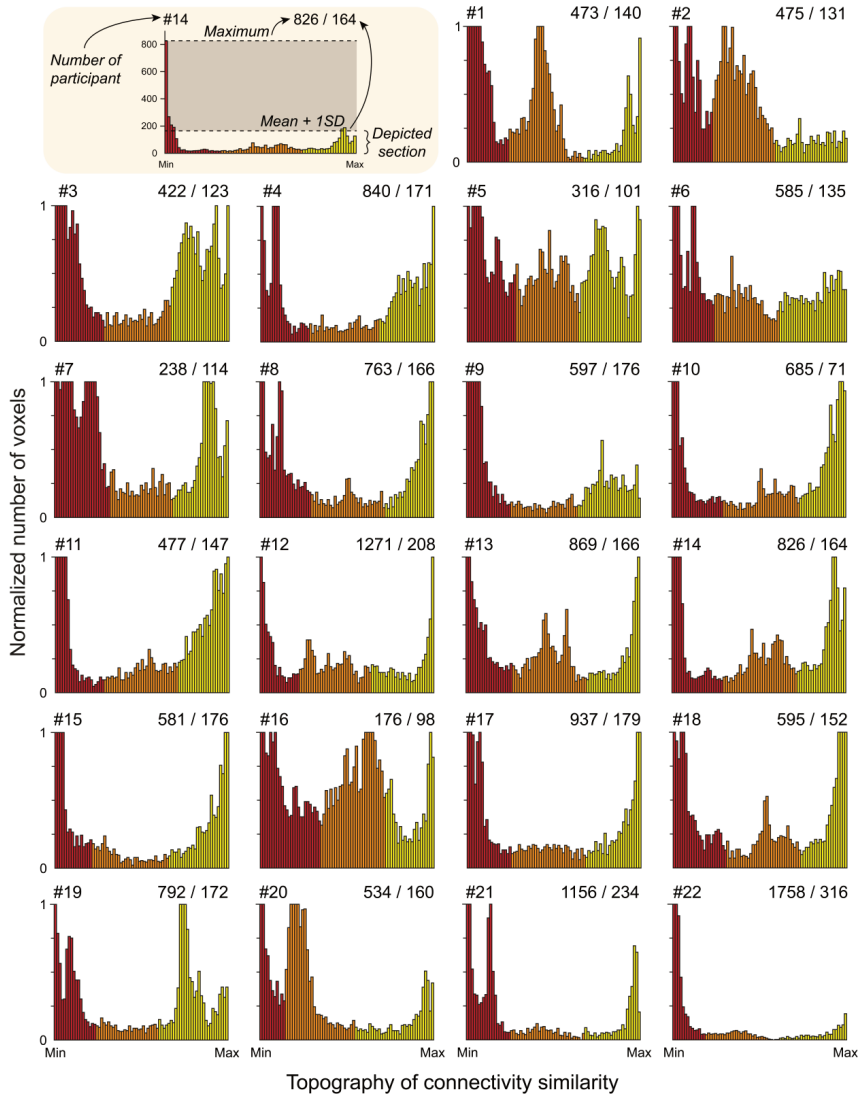 #14 826 / 164
Maximum
Number of
participant
800
600
400
200
0
Mean + 1SD
Depicted
section
Min Max
#1 473 / 140
#2 475 / 131
1
0
#3 422 / 123
#4 840 / 171
#5 316 / 101
#6 585 / 135
1
0
#7 238 / 114
#8 763 / 166
#9 597 / 176
#10 685 / 71
1
0
#11 477 / 147
#12 1271 / 208
#13 869 / 166
#14 826 / 164
1
0
#15 581 / 176
#16 176 / 98
#17 937 / 179
#18 595 / 152
1
0
#19 792 / 172
#20 534 / 160
#21 1156 / 234
#22 1758 / 316
1
0
Min Max Min Max Min Max Min Max
Normalized number of voxels
Topography of connectivity similarity